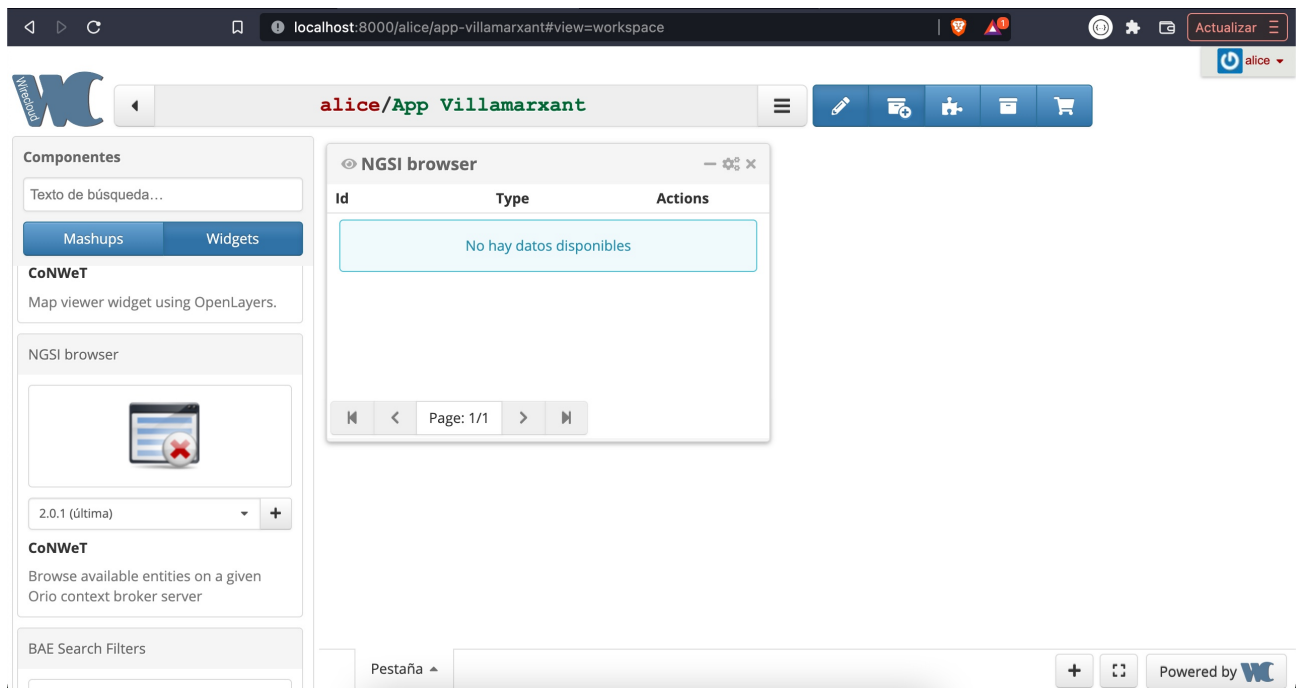 localhost:8000/alice/app-villamarxant#view=workspace
1
Actualizar
alice
Wirecloud
WC
alice/App Villamarxant
Componentes
Texto de búsqueda...
Mashups Widgets
CoNWeT
Map viewer widget using OpenLayers.
NGSI browser
2.0.1 (última)
CoNWeT
Browse available entities on a given
Orio context broker server
BAE Search Filters
NGSI browser
Id Type Actions
No hay datos disponibles
Page: 1/1
Pestaña
Powered by WC